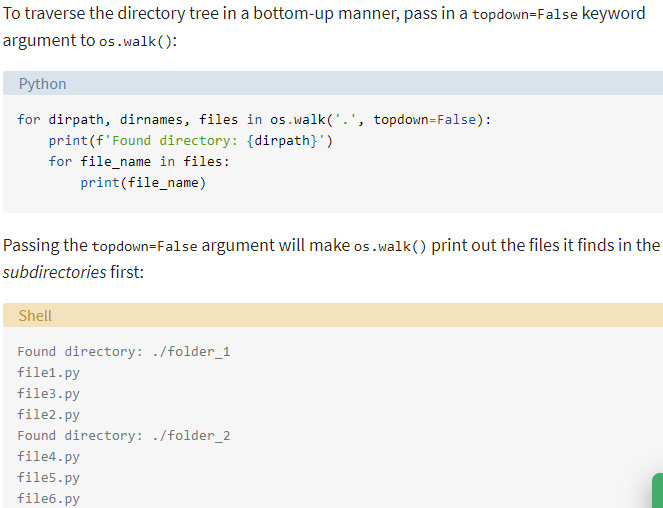 To traverse the directory tree in a bottom-up manner, pass in a topdown=False keyword
argument to os.walk():
Python
for dirpath, dirnames, files in os.walk('.', topdown=False):
    print(f'Found directory: {dirpath}')
    for file_name in files:
        print(file_name)
Passing the topdown=False argument will make os.walk() print out the files it finds in the
subdirectories first:
Shell
Found directory: ./folder_1
file1.py
file3.py
file2.py
Found directory: ./folder_2
file4.py
file5.py
file6.py